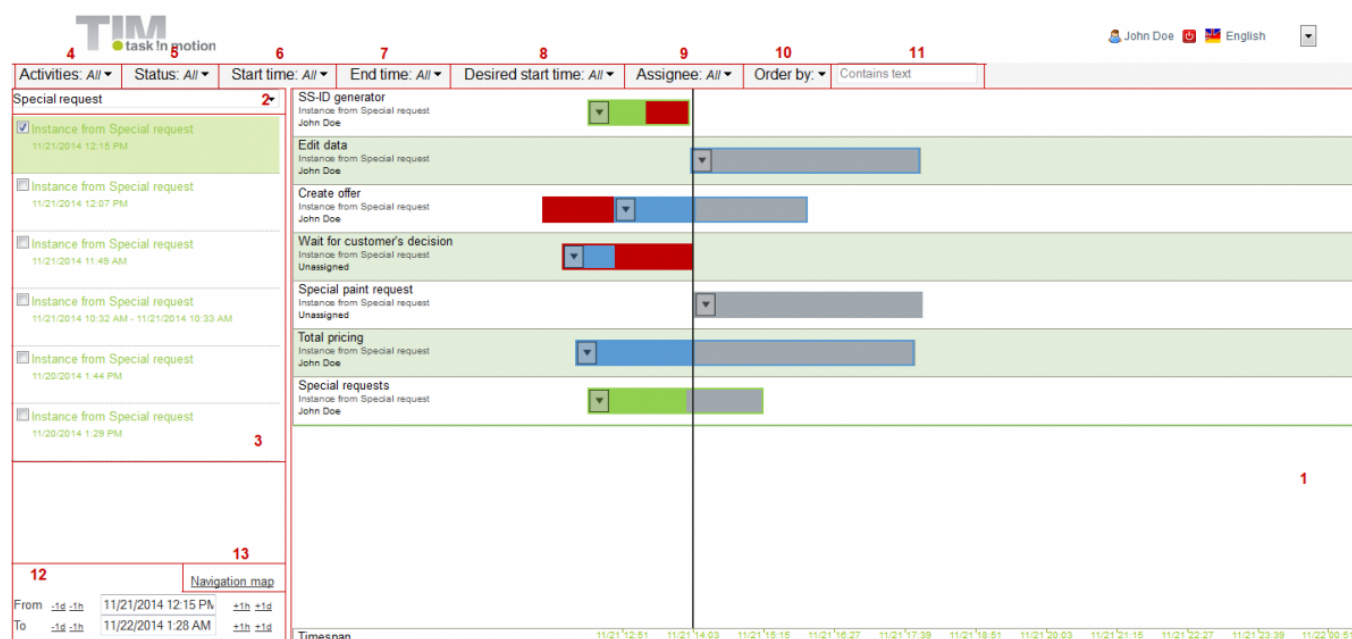 TIM
task !n motion
John Doe English
4 5 6 7 8 9 10 11
Activities: All Status: All Start time: All End time: All Desired start time: All Assignee: All Order by: Contains text
Special request 2
Instance from Special request
11/21/2014 12:15 PM
Instance from Special request
11/21/2014 12:07 PM
Instance from Special request
11/21/2014 11:49 AM
Instance from Special request
11/21/2014 10:32 AM - 11/21/2014 10:33 AM
Instance from Special request
11/20/2014 1:44 PM
Instance from Special request
11/20/2014 1:29 PM
3
SS-ID generator
Instance from Special request
John Doe
Edit data
Instance from Special request
John Doe
Create offer
Instance from Special request
John Doe
Wait for customer's decision
Instance from Special request
Unassigned
Special paint request
Instance from Special request
Unassigned
Total pricing
Instance from Special request
John Doe
Special requests
Instance from Special request
John Doe
1
13
12
Navigation map
From -1d -1h 11/21/2014 12:15 PM +1h +1d
To -1d -1h 11/22/2014 1:28 AM +1h +1d
Timespan 11/21 12:51 11/21 14:03 11/21 15:15 11/21 16:27 11/21 17:39 11/21 18:51 11/21 20:03 11/21 21:15 11/21 22:27 11/21 23:39 11/22 00:51